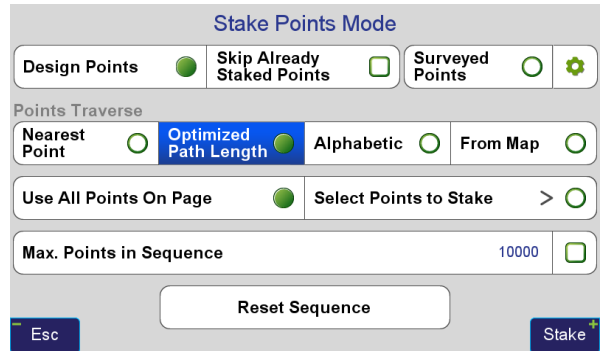 Stake Points Mode
Design Points
Skip Already
Staked Points
Surveyed
Points
Points Traverse
Nearest
Point
Optimized
Path Length
Alphabetic
From Map
Use All Points On Page
Select Points to Stake >
Max. Points in Sequence
10000
Reset Sequence
Esc
Stake